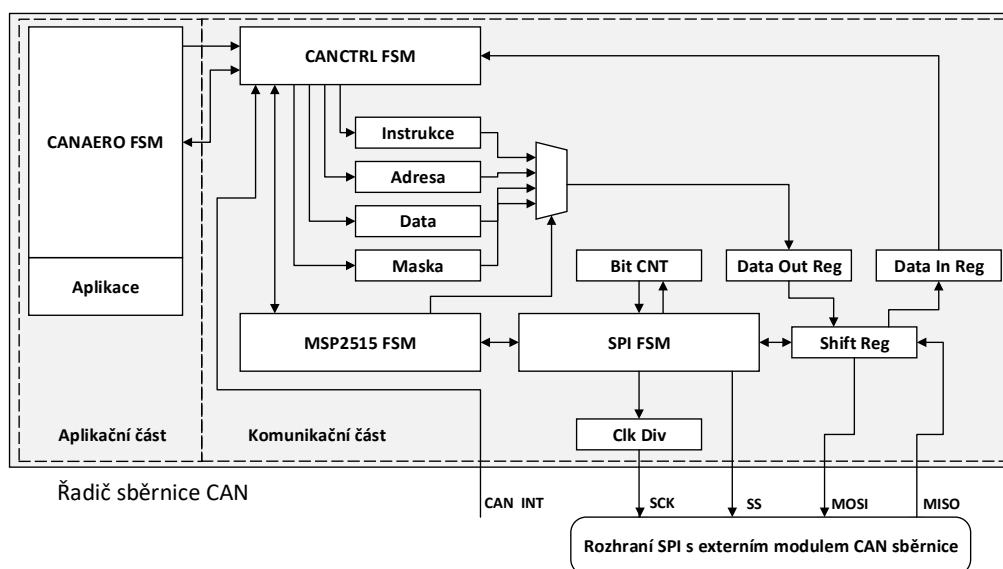 CANCTRL FSM
CANAERO FSM
Instrukce
Adresa
Data
Maska
Bit CNT
Data Out Reg
Data In Reg
Aplikace
MSP2515 FSM
SPI FSM
Shift Reg
Aplikační část
Komunikační část
Clk Div
Řadič sběrnice CAN
CAN INT
SCK
SS
MOSI
MISO
Rozhraní SPI s externím modulem CAN sběrnice